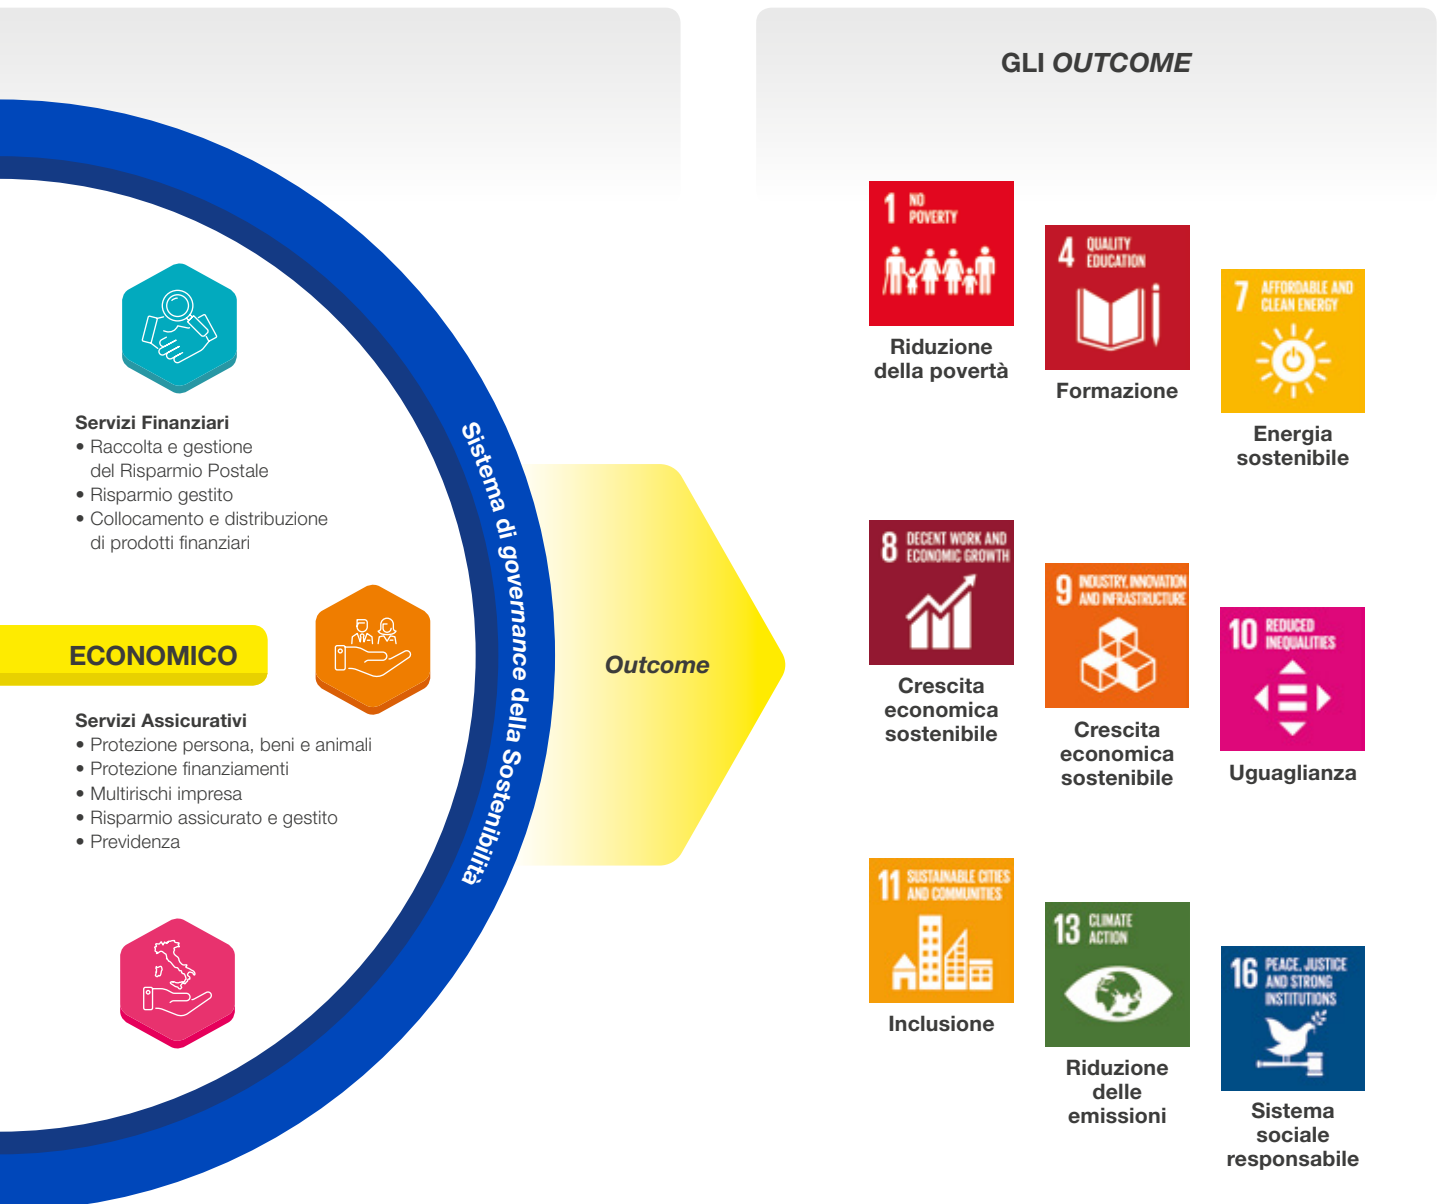 Servizi Finanziari
• Raccolta e gestione
del Risparmio Postale
• Risparmio gestito
• Collocamento e distribuzione
di prodotti finanziari
ECONOMICO
Servizi Assicurativi
• Protezione persona, beni e animali
• Protezione finanziamenti
• Multirischi impresa
• Risparmio assicurato e gestito
• Previdenza
Sistema di governance della Sostenibilità
Outcome
GLI OUTCOME
1 NO
POVERTY
Riduzione
della povertà
4 QUALITY
EDUCATION
Formazione
7 AFFORDABLE AND
CLEAN ENERGY
Energia
sostenibile
8 DECENT WORK AND
ECONOMIC GROWTH
Crescita
economica
sostenibile
9 INDUSTRY, INNOVATION
AND INFRASTRUCTURE
Crescita
economica
sostenibile
10 REDUCED
INEQUALITIES
Uguaglianza
11 SUSTAINABLE CITIES
AND COMMUNITIES
Inclusione
13 CLIMATE
ACTION
Riduzione
delle
emissioni
16 PEACE, JUSTICE
AND STRONG
INSTITUTIONS
Sistema
sociale
responsabile